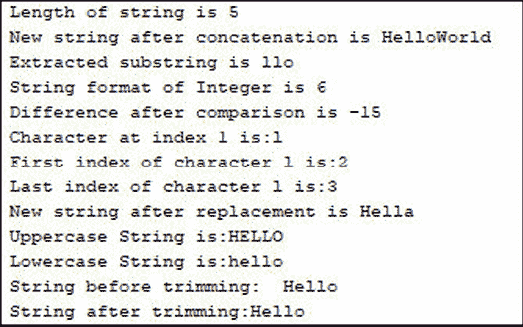 Length of string is 5
New string after concatenation is HelloWorld
Extracted substring is llo
String format of Integer is 6
Difference after comparison is -15
Character at index 1 is:l
First index of character l is:2
Last index of character l is:3
New string after replacement is Hella
Uppercase String is:HELLO
Lowercase String is:hello
String before trimming:  Hello
String after trimming:Hello